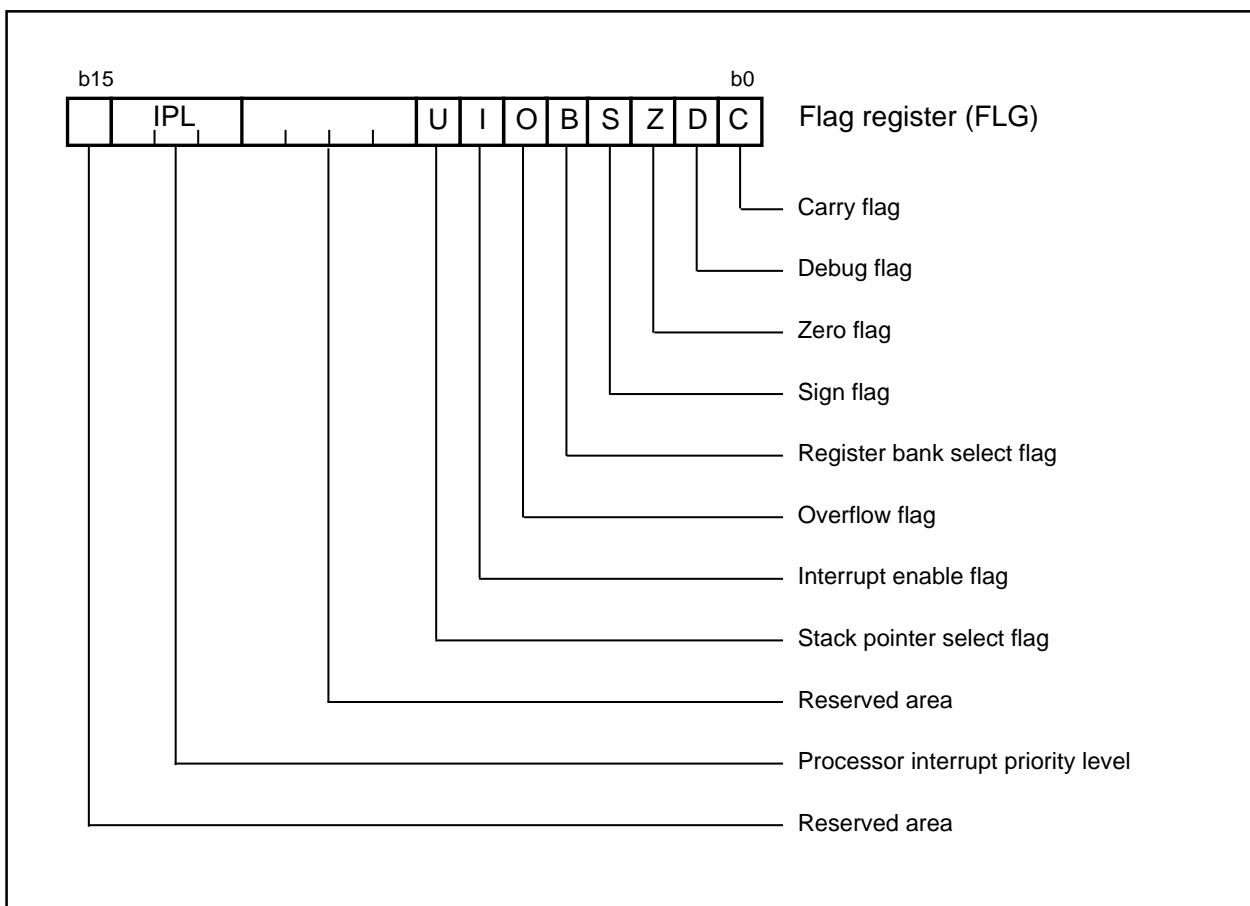 b15 b0
IPL U I O B S Z D C Flag register (FLG)
Carry flag
Debug flag
Zero flag
Sign flag
Register bank select flag
Overflow flag
Interrupt enable flag
Stack pointer select flag
Reserved area
Processor interrupt priority level
Reserved area